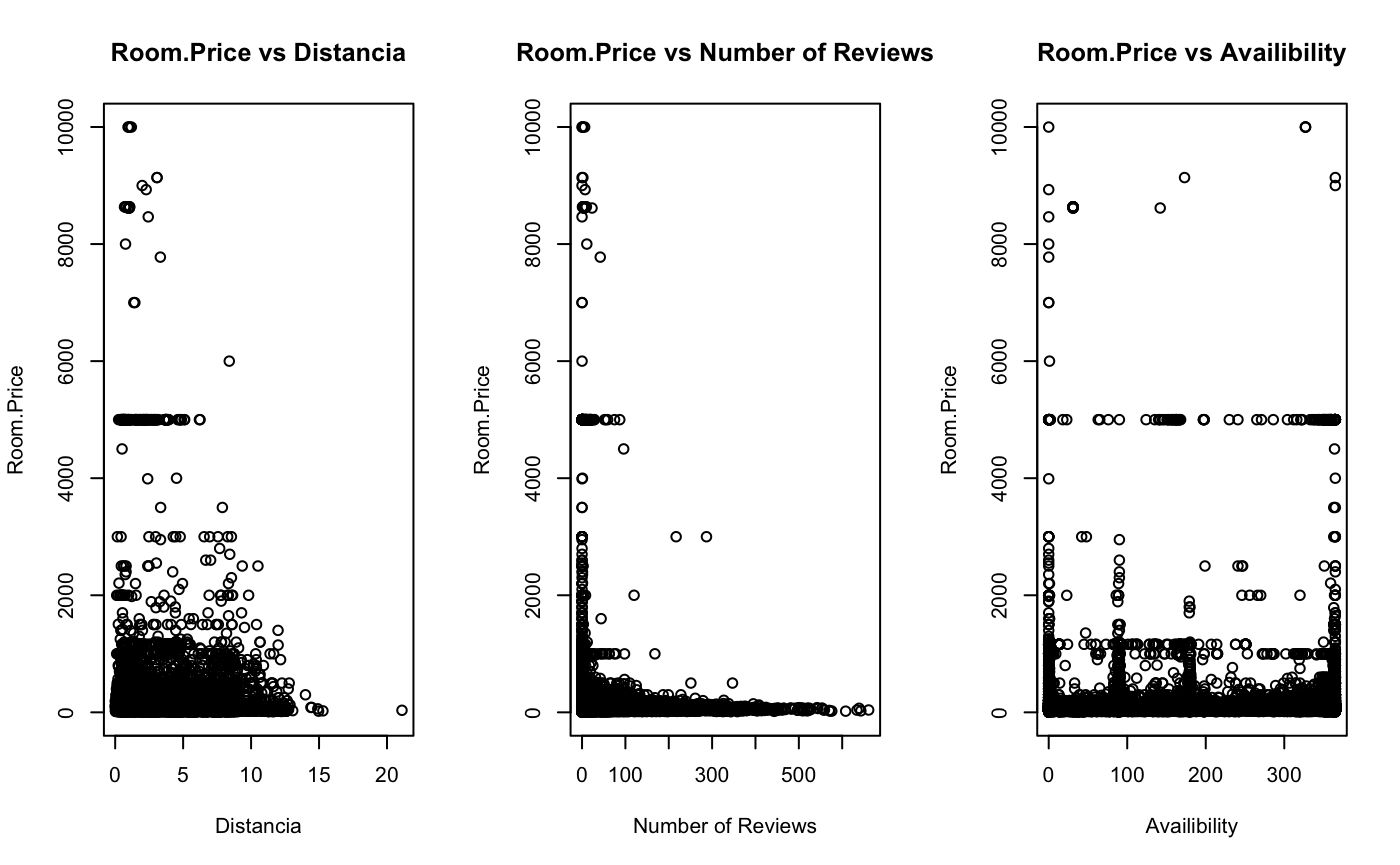 Room.Price vs Distancia
Room.Price
10000
8000
6000
4000
2000
0
0 5 10 15 20
Distancia
Room.Price vs Number of Reviews
Room.Price
10000
8000
6000
4000
2000
0
0 100 300 500
Number of Reviews
Room.Price vs Availibility
Room.Price
10000
8000
6000
4000
2000
0
0 100 200 300
Availibility